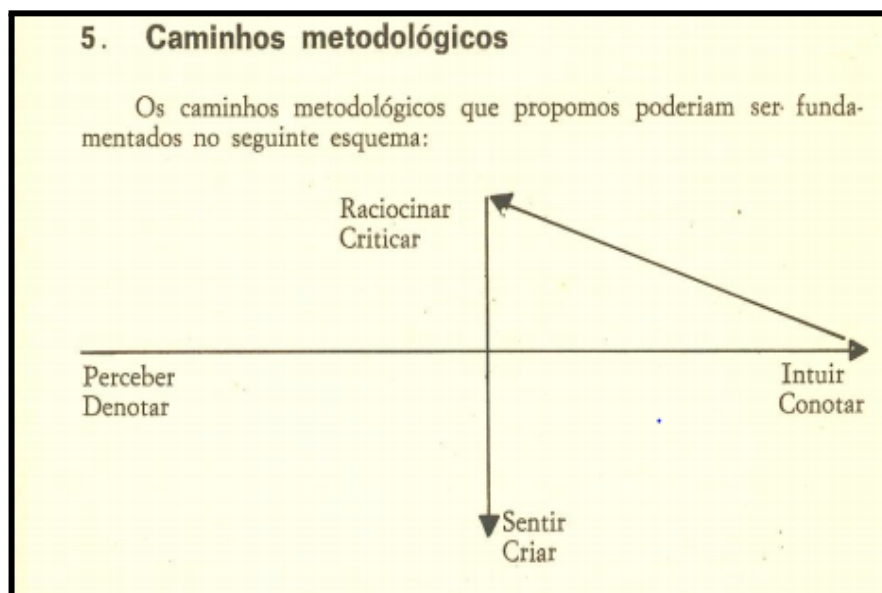 5. Caminhos metodológicos
Os caminhos metodológicos que propomos poderiam ser funda-
mentados no seguinte esquema:
Raciocinar
Criticar
Perceber
Denotar
Intuir
Conotar
Sentir
Criar